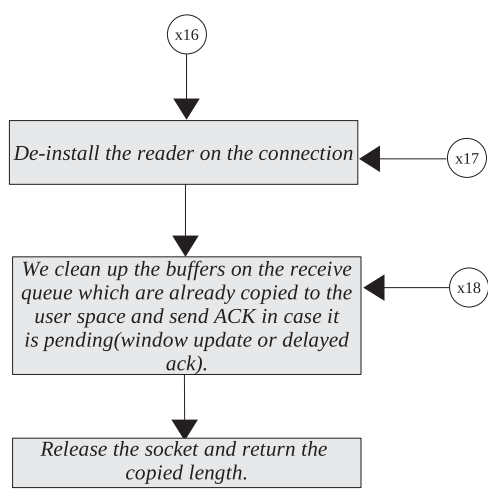 x16
De-install the reader on the connection
x17
We clean up the buffers on the receive
queue which are already copied to the
user space and send ACK in case it
is pending(window update or delayed
ack).
x18
Release the socket and return the
copied length.